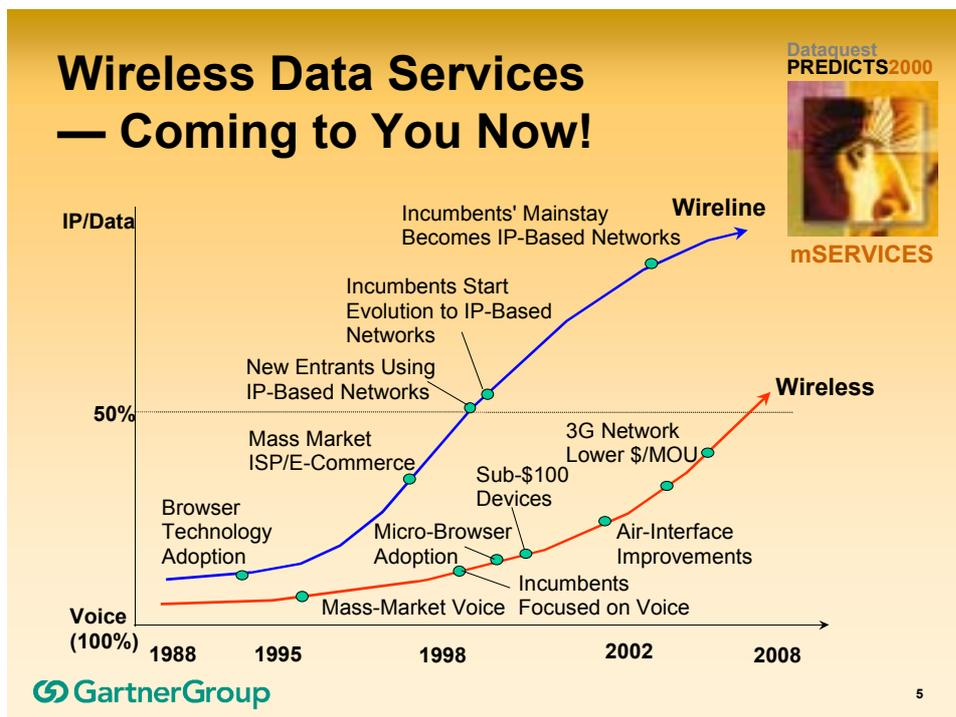 Wireless Data Services
— Coming to You Now!
Dataquest
PREDICTS2000
mSERVICES
IP/Data
Incumbents' Mainstay
Becomes IP-Based Networks
Wireline
Incumbents Start
Evolution to IP-Based
Networks
New Entrants Using
IP-Based Networks
Wireless
50%
Mass Market
ISP/E-Commerce
3G Network
Lower $/MOU
Sub-$100
Devices
Browser
Technology
Adoption
Micro-Browser
Adoption
Air-Interface
Improvements
Incumbents
Focused on Voice
Mass-Market Voice
Voice
(100%)
1988 1995 1998 2002 2008
GartnerGroup
5